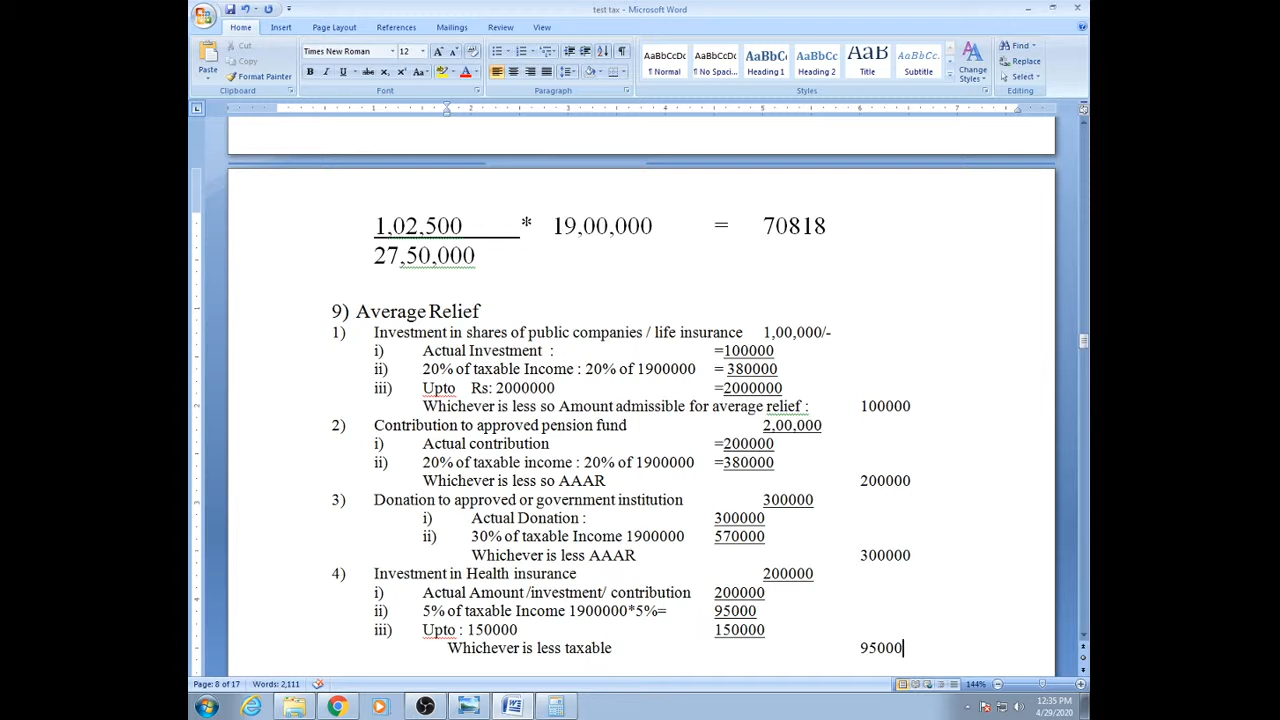 test tax - Microsoft Word
Home Insert Page Layout References Mailings Review View
Paste
Cut
Copy
Format Painter
Clipboard
Times New Roman 12
B I U abc x₂ x² Aa A
Font
Paragraph
AaBbCcDc AaBbCcDc AaBbC AaBbCc AaB AaBbCc.
¶ Normal ¶ No Spaci... Heading 1 Heading 2 Title Subtitle
Change Styles
Styles
Find
Replace
Select
Editing
1,02,500 * 19,00,000 = 70818
27,50,000
9) Average Relief
1) Investment in shares of public companies / life insurance 1,00,000/-
i) Actual Investment : =100000
ii) 20% of taxable Income : 20% of 1900000 = 380000
iii) Upto Rs: 2000000 =2000000
Whichever is less so Amount admissible for average relief : 100000
2) Contribution to approved pension fund 2,00,000
i) Actual contribution =200000
ii) 20% of taxable income : 20% of 1900000 =380000
Whichever is less so AAAR 200000
3) Donation to approved or government institution 300000
i) Actual Donation : 300000
ii) 30% of taxable Income 1900000 570000
Whichever is less AAAR 300000
4) Investment in Health insurance 200000
i) Actual Amount /investment/ contribution 200000
ii) 5% of taxable Income 1900000*5%= 95000
iii) Upto : 150000 150000
Whichever is less taxable 95000
Page: 8 of 17 Words: 2,111 144%
12:35 PM
4/29/2020